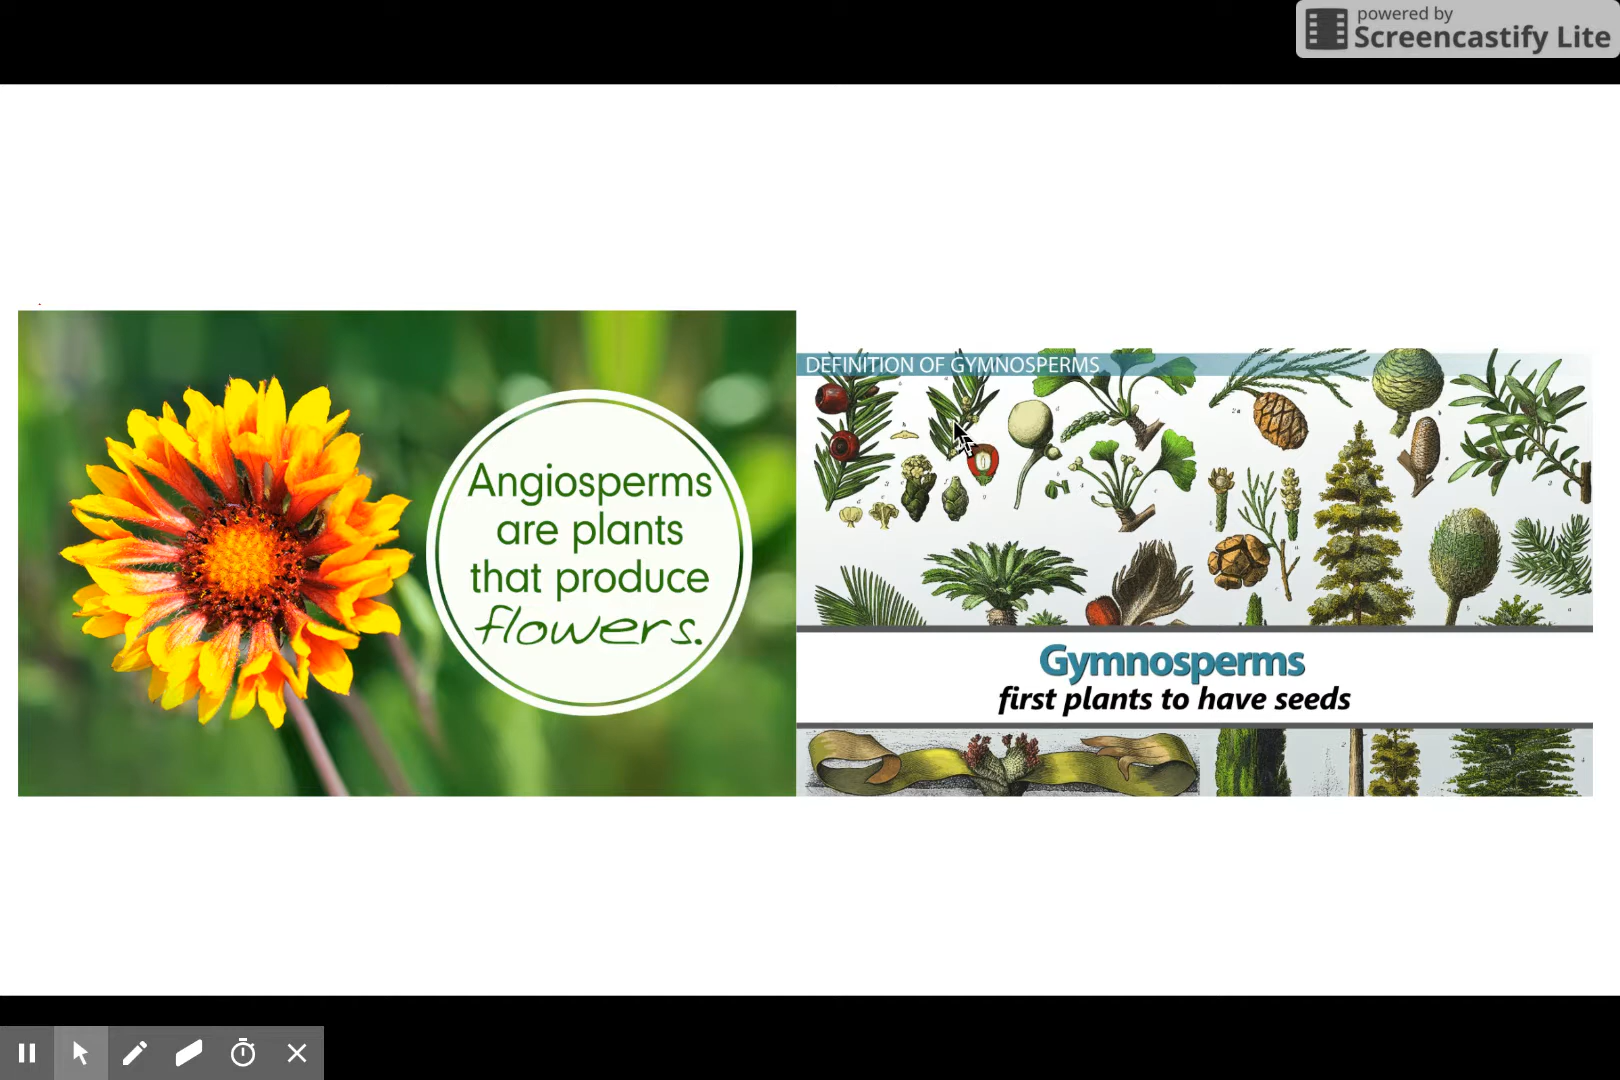 powered by
Screencastify Lite
Angiosperms
are plants
that produce
flowers.
DEFINITION OF GYMNOSPERMS
Gymnosperms
first plants to have seeds